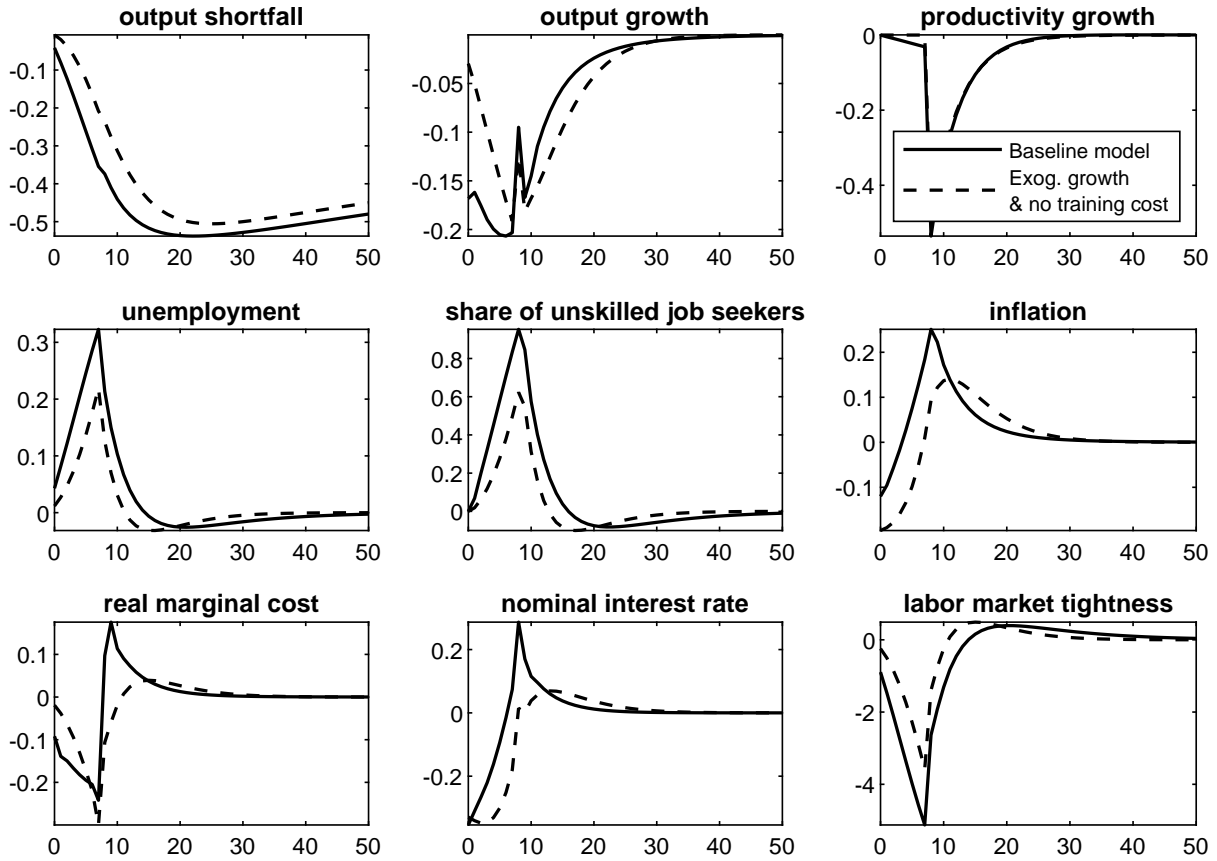 output shortfall
output growth
productivity growth
-0.1
-0.2
-0.3
-0.4
-0.5
0 10 20 30 40 50
0
-0.05
-0.1
-0.15
-0.2
0 10 20 30 40 50
0
-0.2
-0.4
0 10 20 30 40 50
Baseline model
Exog. growth
& no training cost
unemployment
share of unskilled job seekers
inflation
0.3
0.2
0.1
0
0 10 20 30 40 50
0.8
0.6
0.4
0.2
0
0 10 20 30 40 50
0.2
0.1
0
-0.1
0 10 20 30 40 50
real marginal cost
nominal interest rate
labor market tightness
0.1
0
-0.1
-0.2
0 10 20 30 40 50
0.2
0
-0.2
0 10 20 30 40 50
0
-2
-4
0 10 20 30 40 50